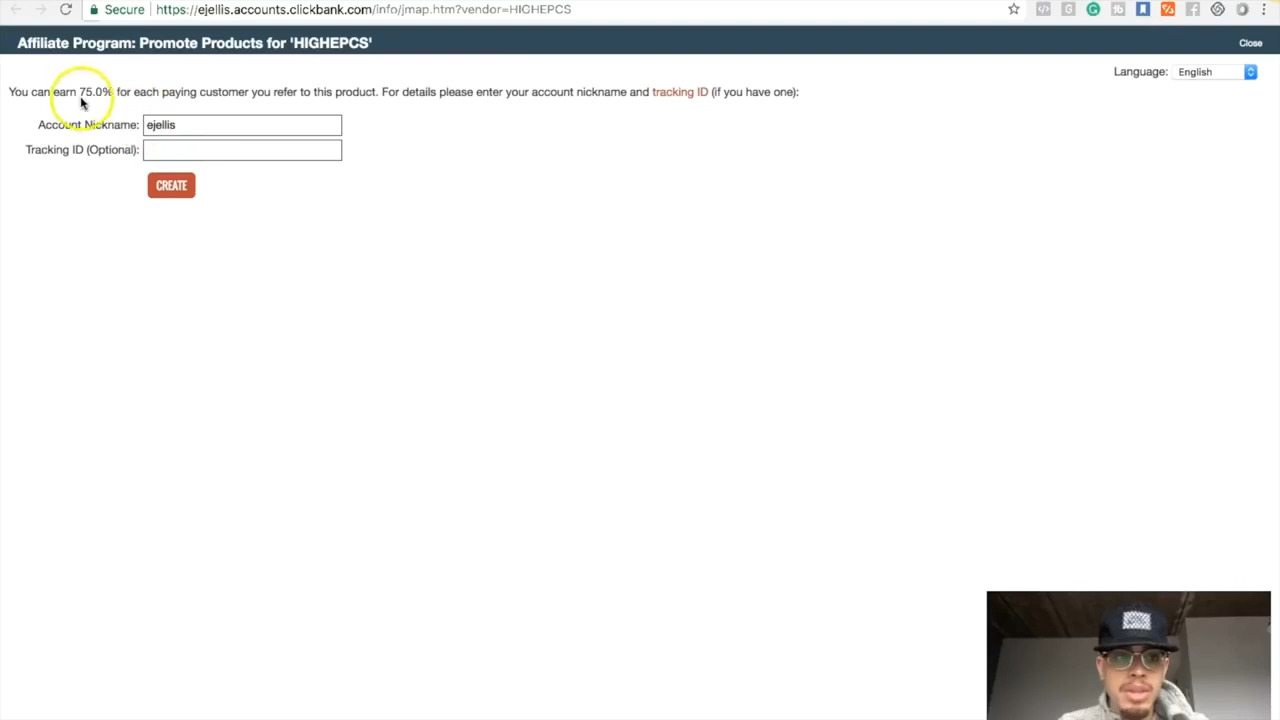 Secure https://ejellis.accounts.clickbank.com/info/jmap.htm?vendor=HIGHEPCS
Affiliate Program: Promote Products for 'HIGHEPCS'
Close
Language: English
You can earn 75.0% for each paying customer you refer to this product. For details please enter your account nickname and tracking ID (if you have one):
Account Nickname: ejellis
Tracking ID (Optional):
CREATE